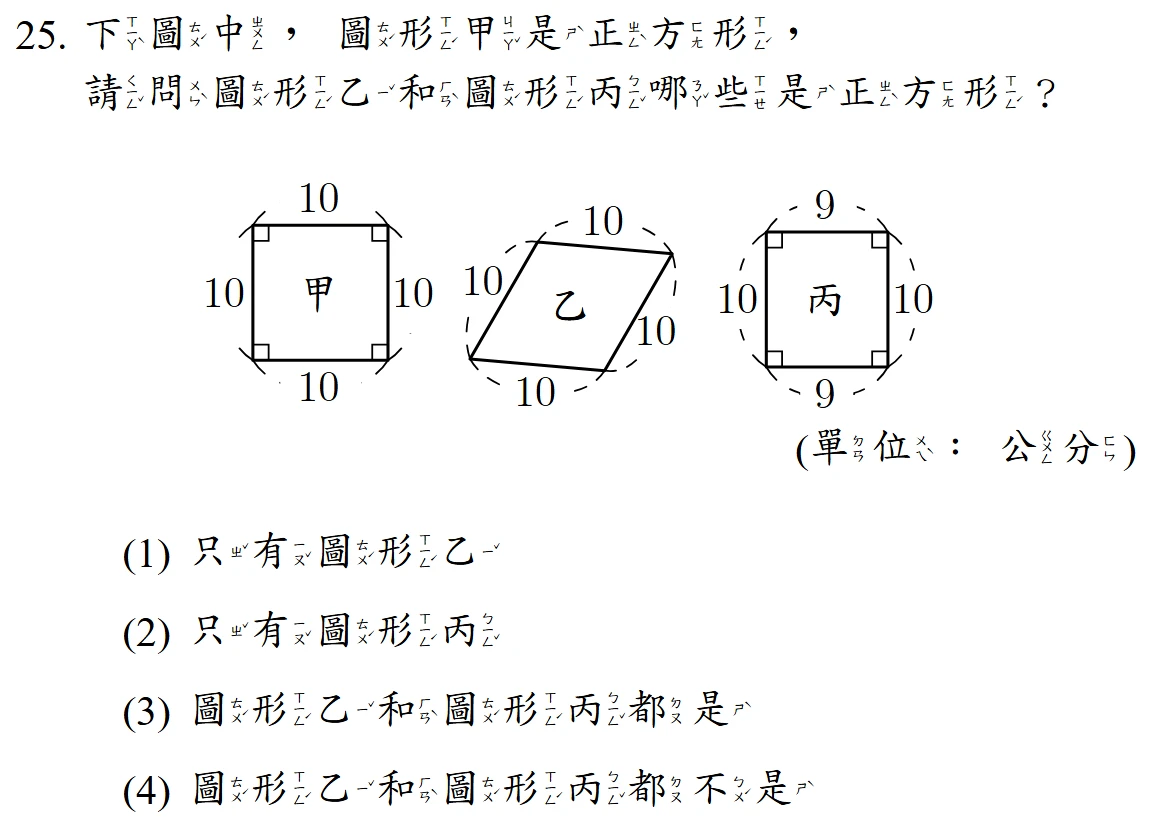 25. 下圖中， 圖形甲是正方形，
請問圖形乙和圖形丙哪些是正方形？
10 10 甲 10 10
10 10 乙 10 10
9 10 丙 10 9
(單位： 公分)
(1) 只有圖形乙
(2) 只有圖形丙
(3) 圖形乙和圖形丙都是
(4) 圖形乙和圖形丙都不是